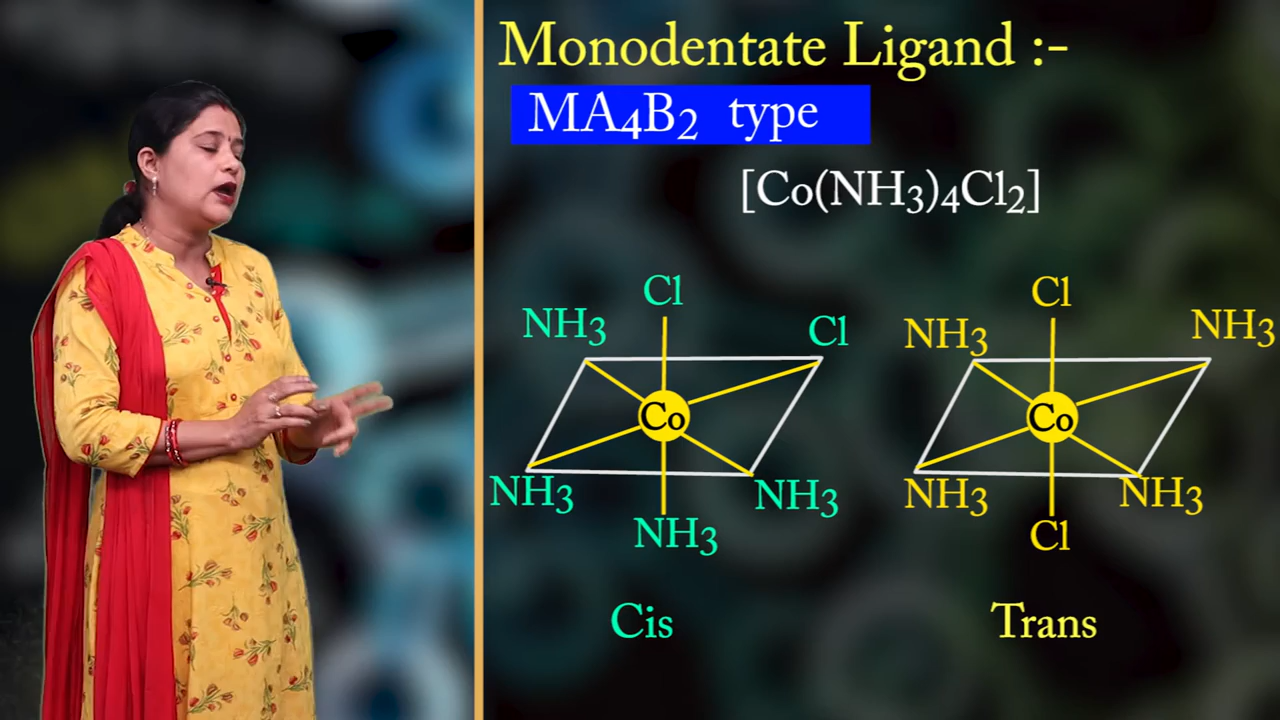 Monodentate Ligand :-
MA4B2 type
[Co(NH3)4Cl2]
Cl
NH3
Cl
Co
NH3
NH3
NH3
Cis
Cl
NH3
NH3
Co
NH3
NH3
Cl
Trans